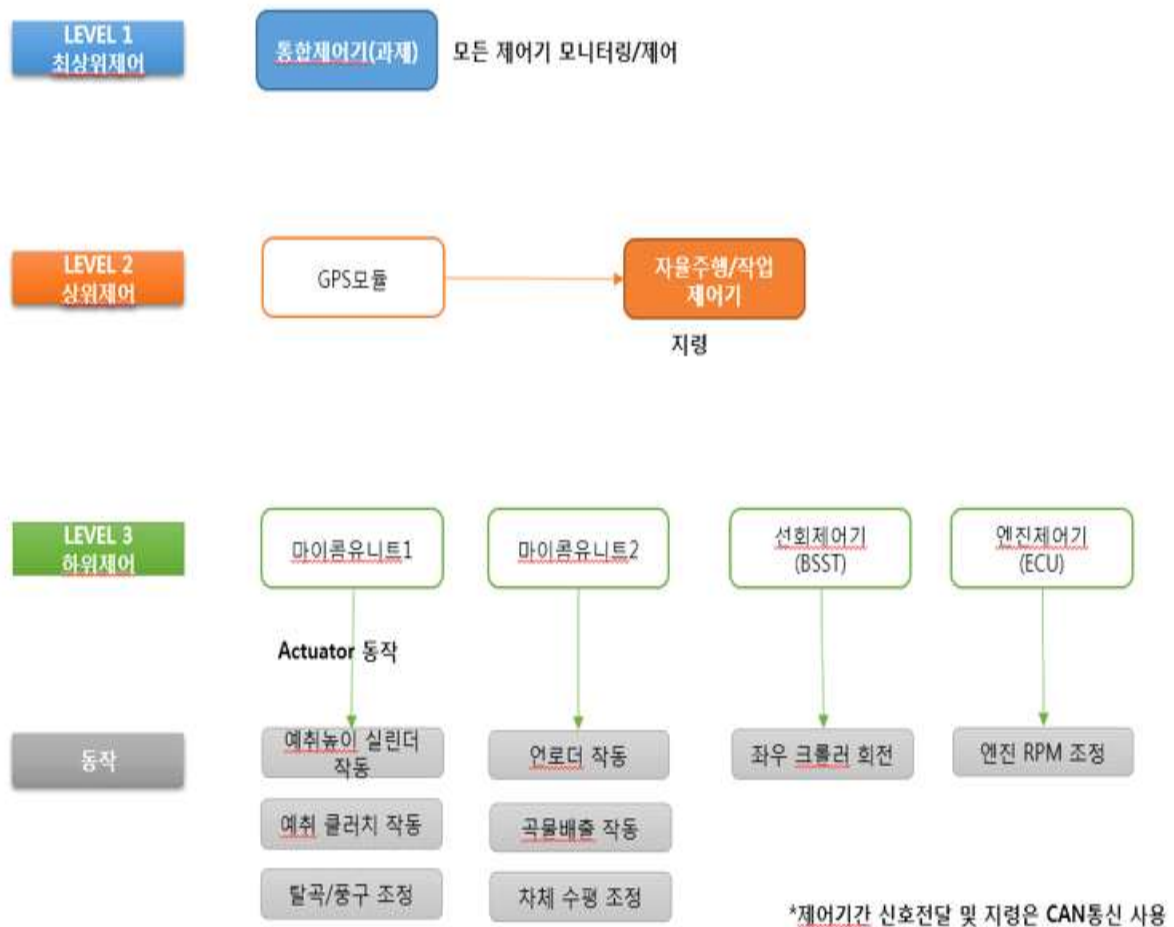 LEVEL 1
최상위제어
통합제어기(과제)
모든 제어기 모니터링/제어
LEVEL 2
상위제어
GPS모듈
자율주행/작업
제어기
지령
LEVEL 3
하위제어
마이콤유니트1
마이콤유니트2
선회제어기
(BSST)
엔진제어기
(ECU)
Actuator 동작
동작
예취높이 실린더
작동
언로더 작동
좌우 크롤러 회전
엔진 RPM 조정
예취 클러치 작동
곡물배출 작동
탈곡/풍구 조정
차체 수평 조정
*제어기간 신호전달 및 지령은 CAN통신 사용